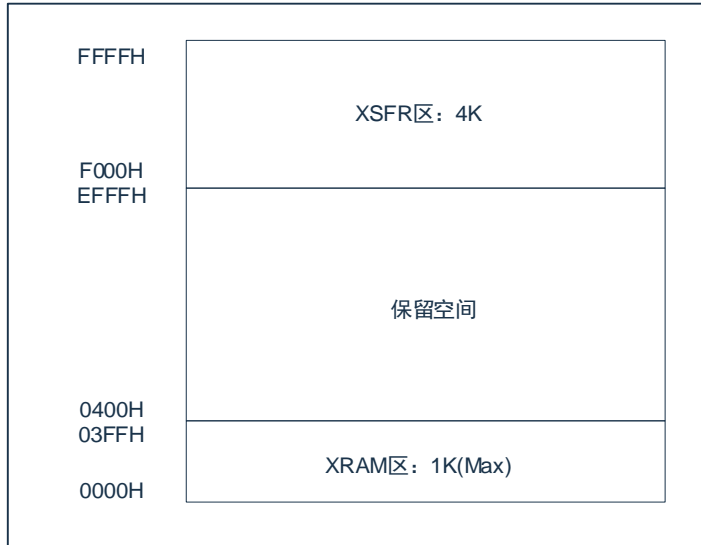 FFFFH
XSFR区：4K
F000H
EFFFH
保留空间
0400H
03FFH
XRAM区：1K(Max)
0000H